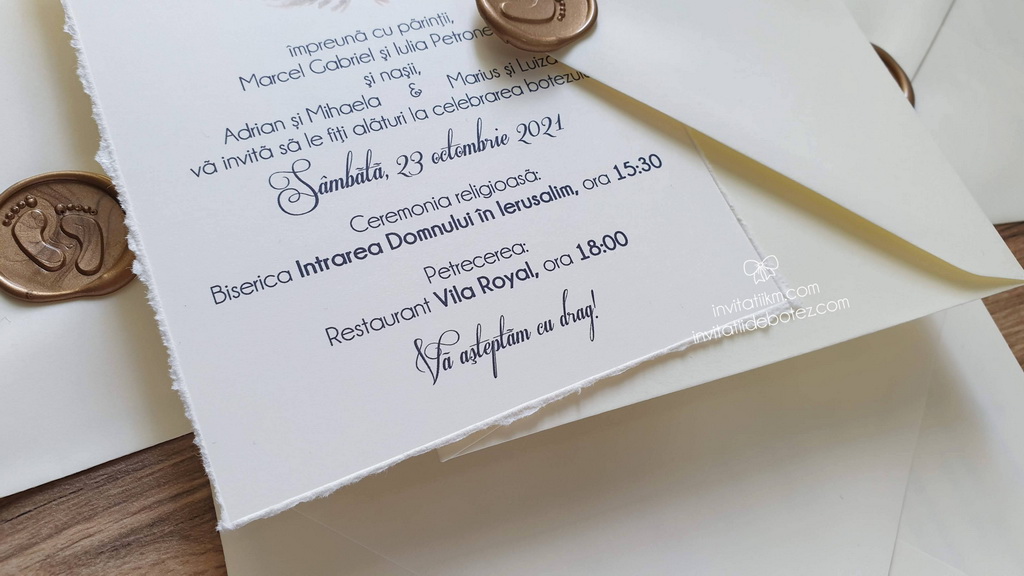 împreună cu părinții,
Marcel Gabriel și Iulia
și nașii,
Adrian și Mihaela & Marius și Luiza
vă invită să le fiți alături la celebrarea botezului
Sâmbătă, 23 octombrie 2021
Ceremonia religioasă:
Biserica Intrarea Domnului în Ierusalim, ora 15:30
Petrecerea:
Restaurant Vila Royal, ora 18:00
Vă așteptăm cu drag!
invitatiikm.com
invitatiidebotez.com